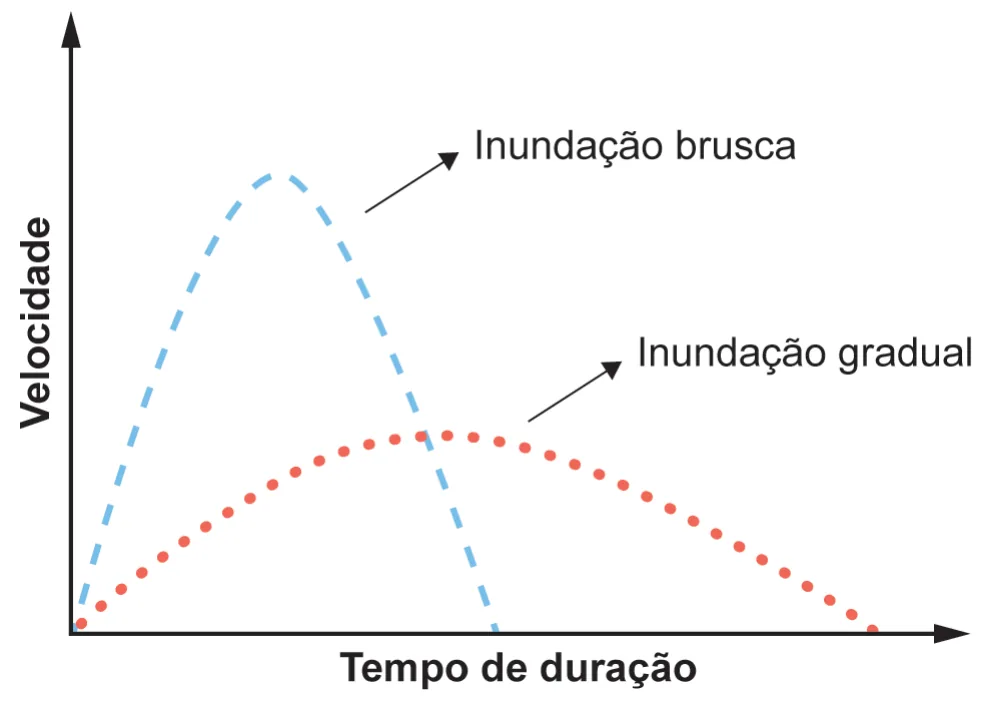 Inundação brusca
Inundação gradual
Velocidade
Tempo de duração